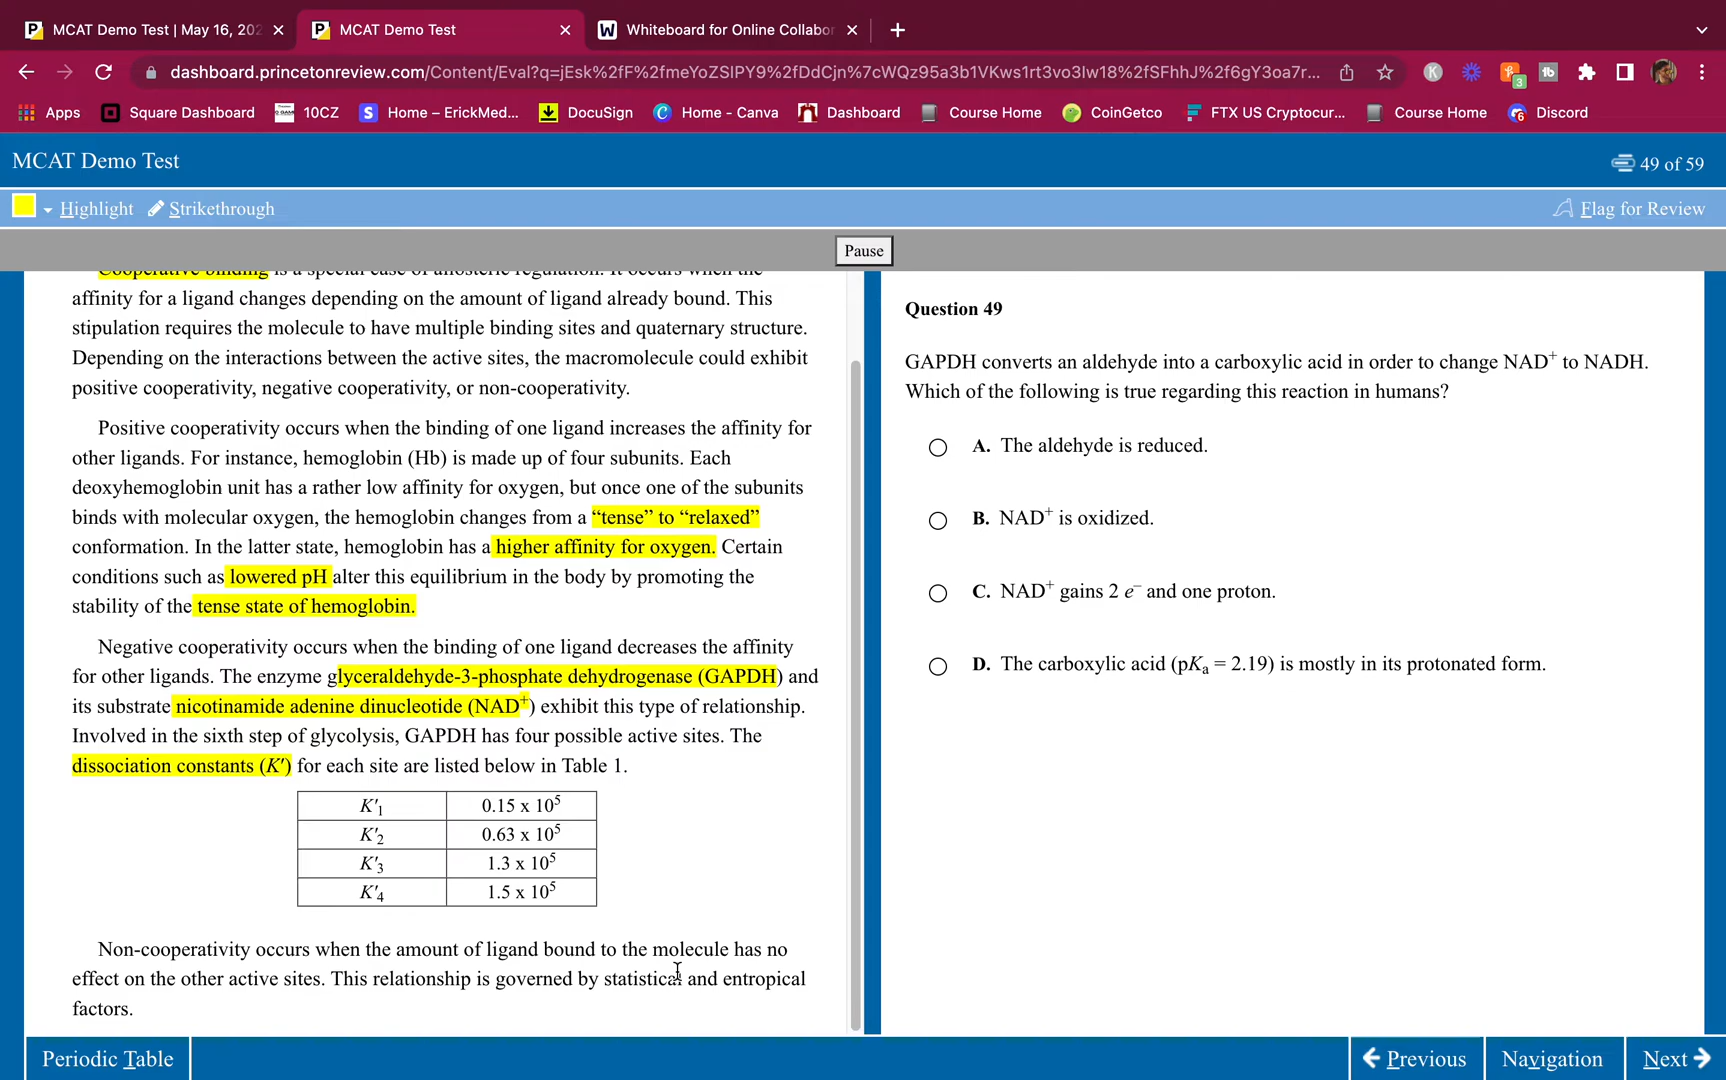 MCAT Demo Test | May 16, 202
MCAT Demo Test
Whiteboard for Online Collabor
dashboard.princetonreview.com/Content/Eval?q=jEsk%2fF%2fmeYoZSIPY9%2fDdCjn%7cWQz95a3b1VKws1rt3vo3lw18%2fSFhhJ%2f6gY3oa7r...
Apps
Square Dashboard
10CZ
Home – ErickMed...
DocuSign
Home - Canva
Dashboard
Course Home
CoinGetco
FTX US Cryptocur...
Course Home
Discord
MCAT Demo Test
49 of 59
Highlight
Strikethrough
Flag for Review
Pause
Cooperative binding is a special case of allosteric regulation. It occurs when the
affinity for a ligand changes depending on the amount of ligand already bound. This
stipulation requires the molecule to have multiple binding sites and quaternary structure.
Depending on the interactions between the active sites, the macromolecule could exhibit
positive cooperativity, negative cooperativity, or non-cooperativity.
Positive cooperativity occurs when the binding of one ligand increases the affinity for
other ligands. For instance, hemoglobin (Hb) is made up of four subunits. Each
deoxyhemoglobin unit has a rather low affinity for oxygen, but once one of the subunits
binds with molecular oxygen, the hemoglobin changes from a “tense” to “relaxed”
conformation. In the latter state, hemoglobin has a higher affinity for oxygen. Certain
conditions such as lowered pH alter this equilibrium in the body by promoting the
stability of the tense state of hemoglobin.
Negative cooperativity occurs when the binding of one ligand decreases the affinity
for other ligands. The enzyme glyceraldehyde-3-phosphate dehydrogenase (GAPDH) and
its substrate nicotinamide adenine dinucleotide (NAD⁺) exhibit this type of relationship.
Involved in the sixth step of glycolysis, GAPDH has four possible active sites. The
dissociation constants (K′) for each site are listed below in Table 1.
K′₁ 0.15 x 10⁵
K′₂ 0.63 x 10⁵
K′₃ 1.3 x 10⁵
K′₄ 1.5 x 10⁵
Non-cooperativity occurs when the amount of ligand bound to the molecule has no
effect on the other active sites. This relationship is governed by statistical and entropical
factors.
Question 49
GAPDH converts an aldehyde into a carboxylic acid in order to change NAD⁺ to NADH.
Which of the following is true regarding this reaction in humans?
A. The aldehyde is reduced.
B. NAD⁺ is oxidized.
C. NAD⁺ gains 2 e⁻ and one proton.
D. The carboxylic acid (pKₐ = 2.19) is mostly in its protonated form.
Periodic Table
Previous
Navigation
Next